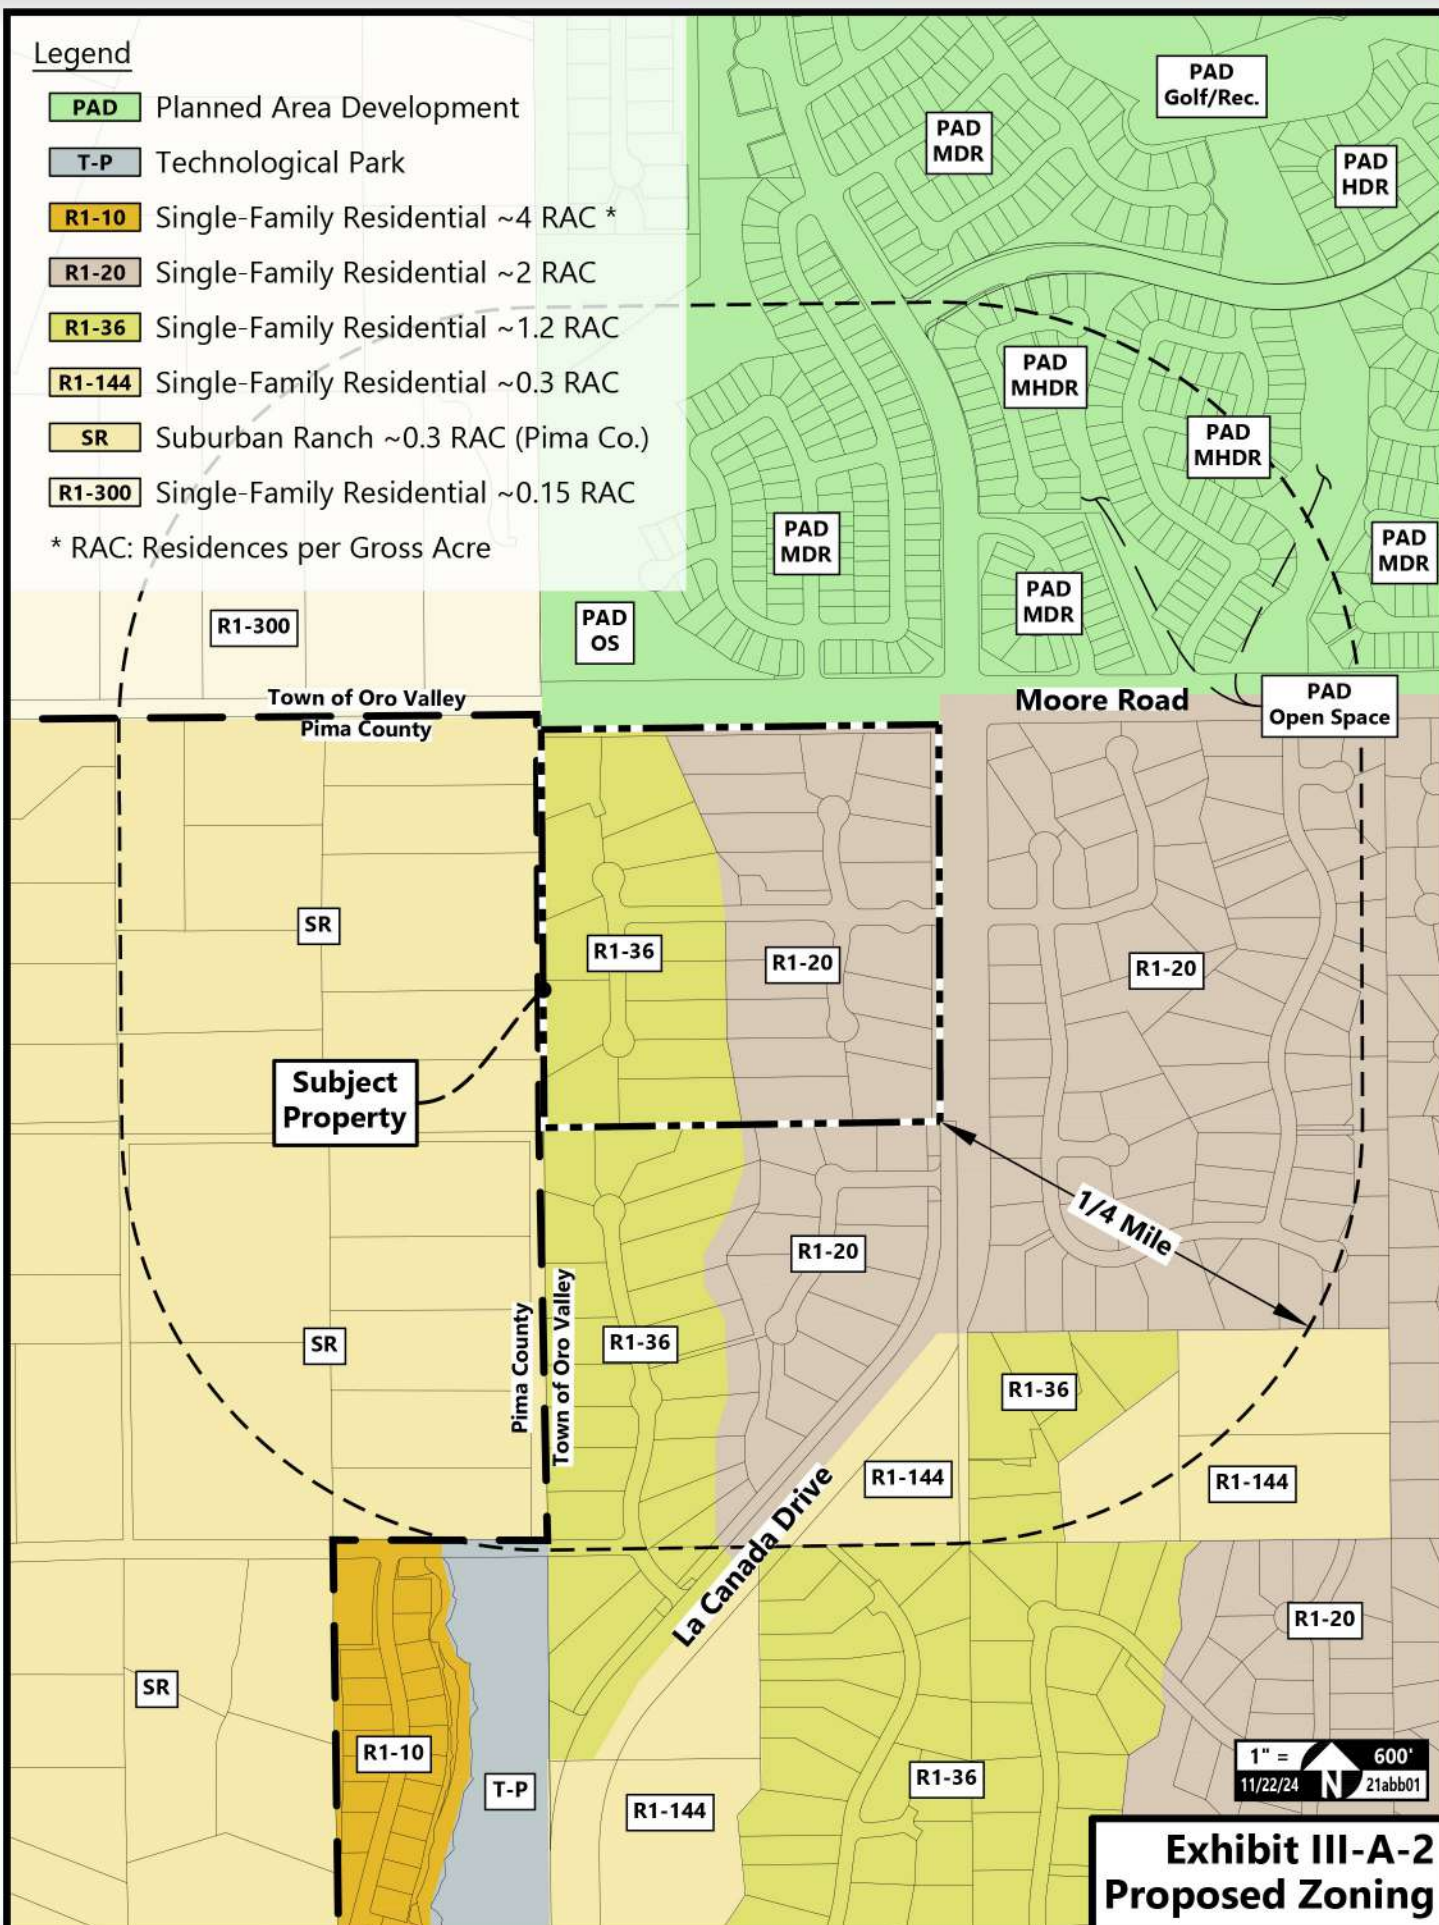 Legend
PAD Planned Area Development
T-P Technological Park
R1-10 Single-Family Residential ~4 RAC *
R1-20 Single-Family Residential ~2 RAC
R1-36 Single-Family Residential ~1.2 RAC
R1-144 Single-Family Residential ~0.3 RAC
SR Suburban Ranch ~0.3 RAC (Pima Co.)
R1-300 Single-Family Residential ~0.15 RAC
* RAC: Residences per Gross Acre
PAD
Golf/Rec.
PAD
MDR
PAD
HDR
PAD
MHDR
PAD
MHDR
PAD
MDR
PAD
MDR
PAD
MDR
PAD
OS
R1-300
Town of Oro Valley
Pima County
Moore Road
PAD
Open Space
SR
R1-36
R1-20
R1-20
Subject
Property
1/4 Mile
R1-20
SR
Pima County
Town of Oro Valley
R1-36
R1-36
R1-144
R1-144
La Canada Drive
R1-20
SR
R1-10
T-P
R1-144
R1-36
1" = 600'
11/22/24 N 21abb01
Exhibit III-A-2
Proposed Zoning